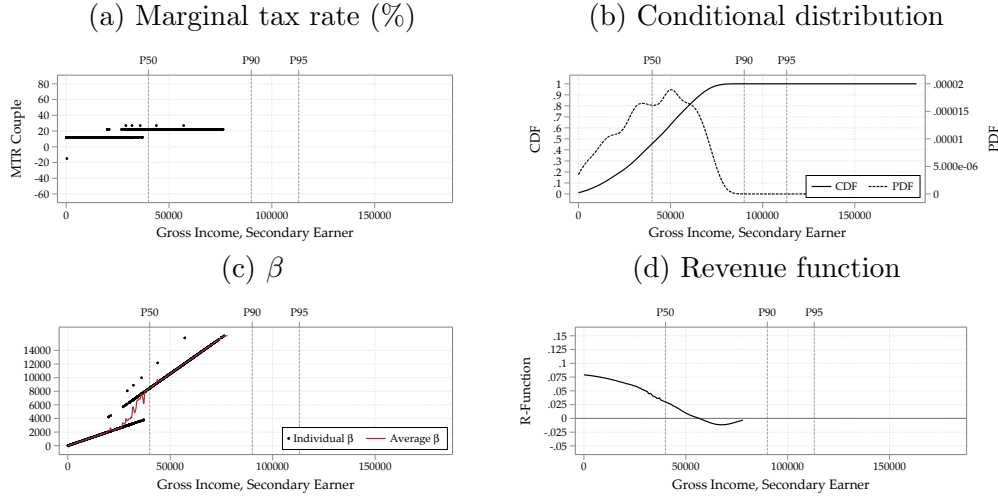 (a) Marginal tax rate (%)
P50 P90 P95
80
60
40
20
0
-20
-40
-60
MTR Couple
0 50000 100000 150000
Gross Income, Secondary Earner
(b) Conditional distribution
P50 P90 P95
1
.9
.8
.7
.6
.5
.4
.3
.2
.1
0
CDF
.00002
.000015
.00001
5.000e-06
0
PDF
CDF PDF
0 50000 100000 150000
Gross Income, Secondary Earner
(c) β
P50 P90 P95
14000
12000
10000
8000
6000
4000
2000
0
Individual β Average β
0 50000 100000 150000
Gross Income, Secondary Earner
(d) Revenue function
P50 P90 P95
.15
.125
.1
.075
.05
.025
0
-.025
-.05
R-Function
0 50000 100000 150000
Gross Income, Secondary Earner